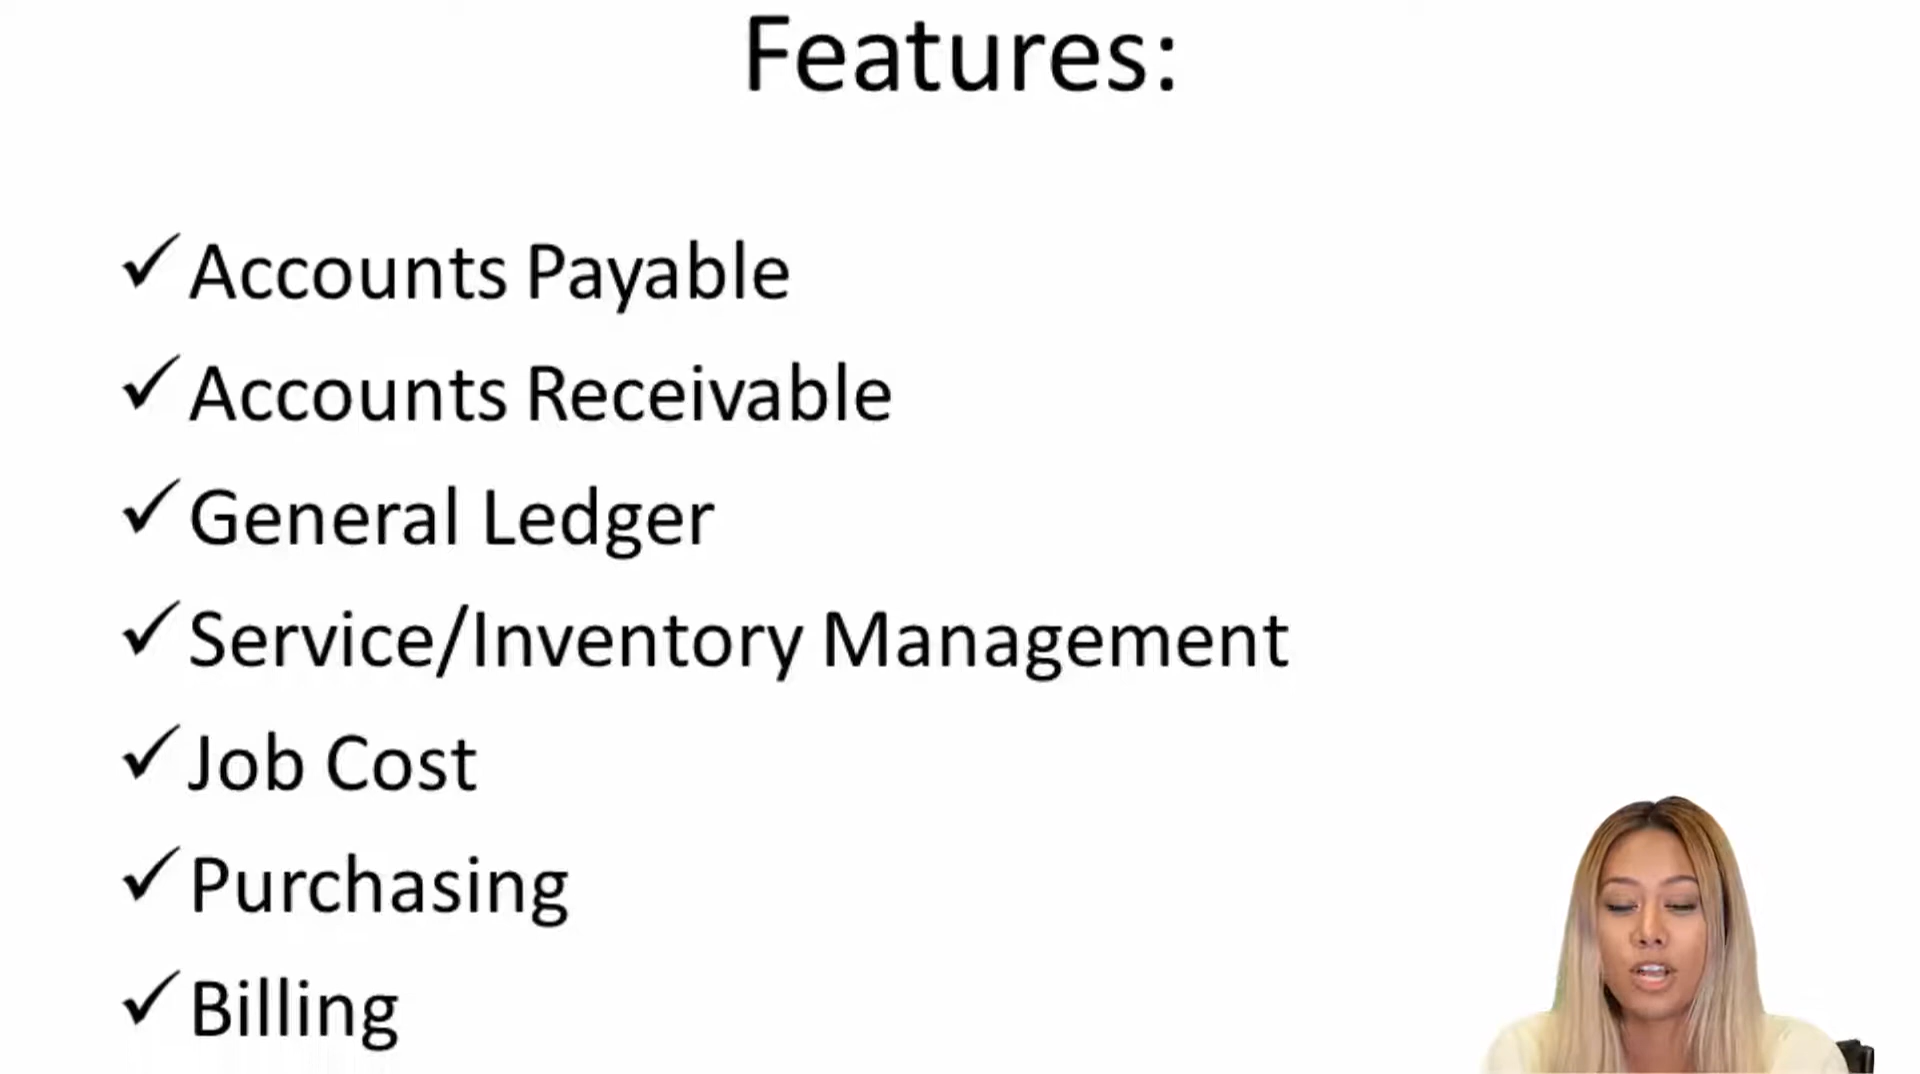 Features:
Accounts Payable
Accounts Receivable
General Ledger
Service/Inventory Management
Job Cost
Purchasing
Billing